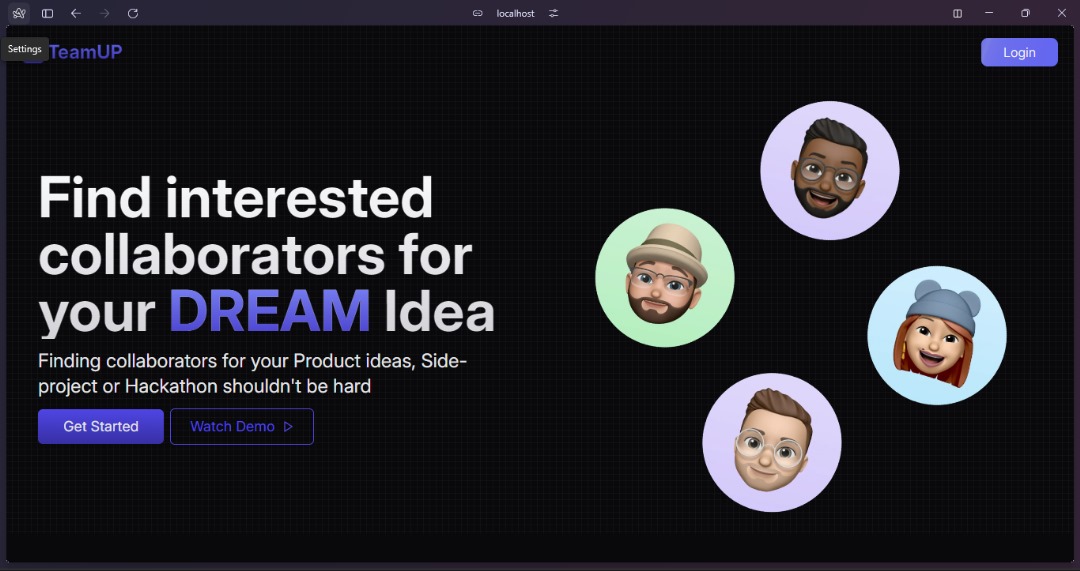 localhost
Settings
TeamUP
Login
Find interested
collaborators for
your DREAM Idea
Finding collaborators for your Product ideas, Side-
project or Hackathon shouldn't be hard
Get Started
Watch Demo